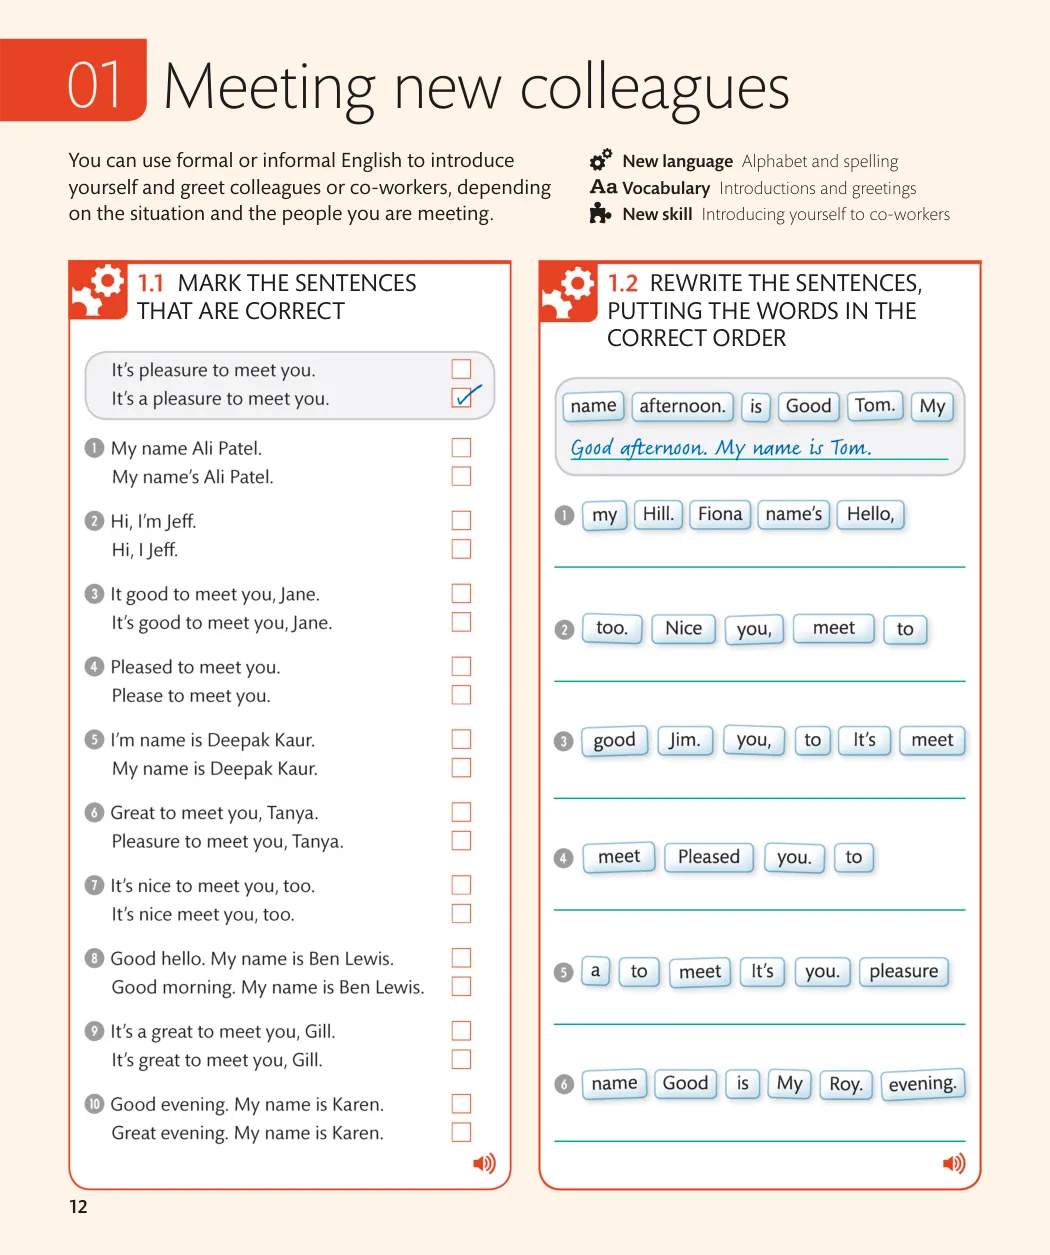 01 Meeting new colleagues
You can use formal or informal English to introduce
yourself and greet colleagues or co-workers, depending
on the situation and the people you are meeting.
New language Alphabet and spelling
Aa Vocabulary Introductions and greetings
New skill Introducing yourself to co-workers
1.1 MARK THE SENTENCES
THAT ARE CORRECT
It's pleasure to meet you.
It's a pleasure to meet you.
1 My name Ali Patel.
My name's Ali Patel.
2 Hi, I'm Jeff.
Hi, I Jeff.
3 It good to meet you, Jane.
It's good to meet you, Jane.
4 Pleased to meet you.
Please to meet you.
5 I'm name is Deepak Kaur.
My name is Deepak Kaur.
6 Great to meet you, Tanya.
Pleasure to meet you, Tanya.
7 It's nice to meet you, too.
It's nice meet you, too.
8 Good hello. My name is Ben Lewis.
Good morning. My name is Ben Lewis.
9 It's a great to meet you, Gill.
It's great to meet you, Gill.
10 Good evening. My name is Karen.
Great evening. My name is Karen.
1.2 REWRITE THE SENTENCES,
PUTTING THE WORDS IN THE
CORRECT ORDER
name afternoon. is Good Tom. My
Good afternoon. My name is Tom.
1 my Hill. Fiona name's Hello,
2 too. Nice you, meet to
3 good Jim. you, to It's meet
4 meet Pleased you. to
5 a to meet It's you. pleasure
6 name Good is My Roy. evening.
12